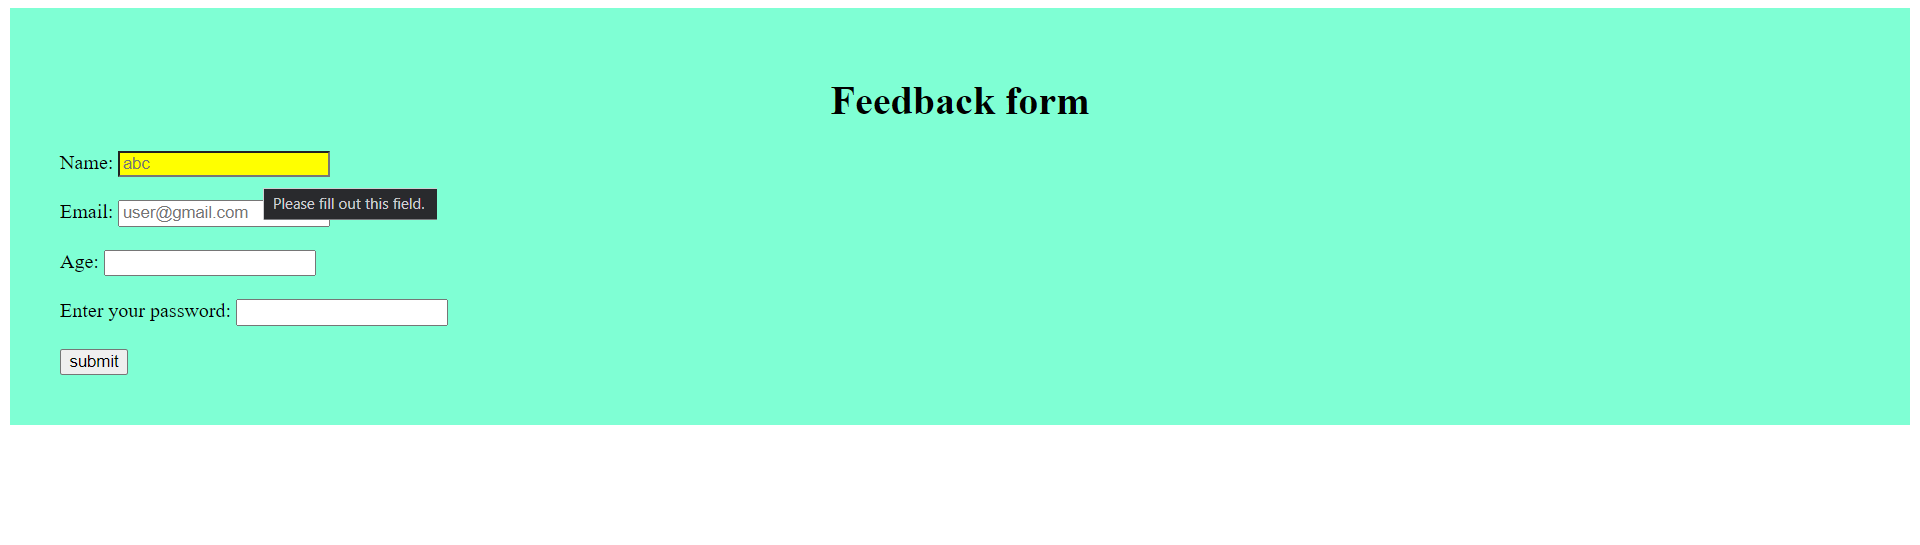 Feedback form
Name: abc
Please fill out this field.
Email: user@gmail.com
Age:
Enter your password:
submit